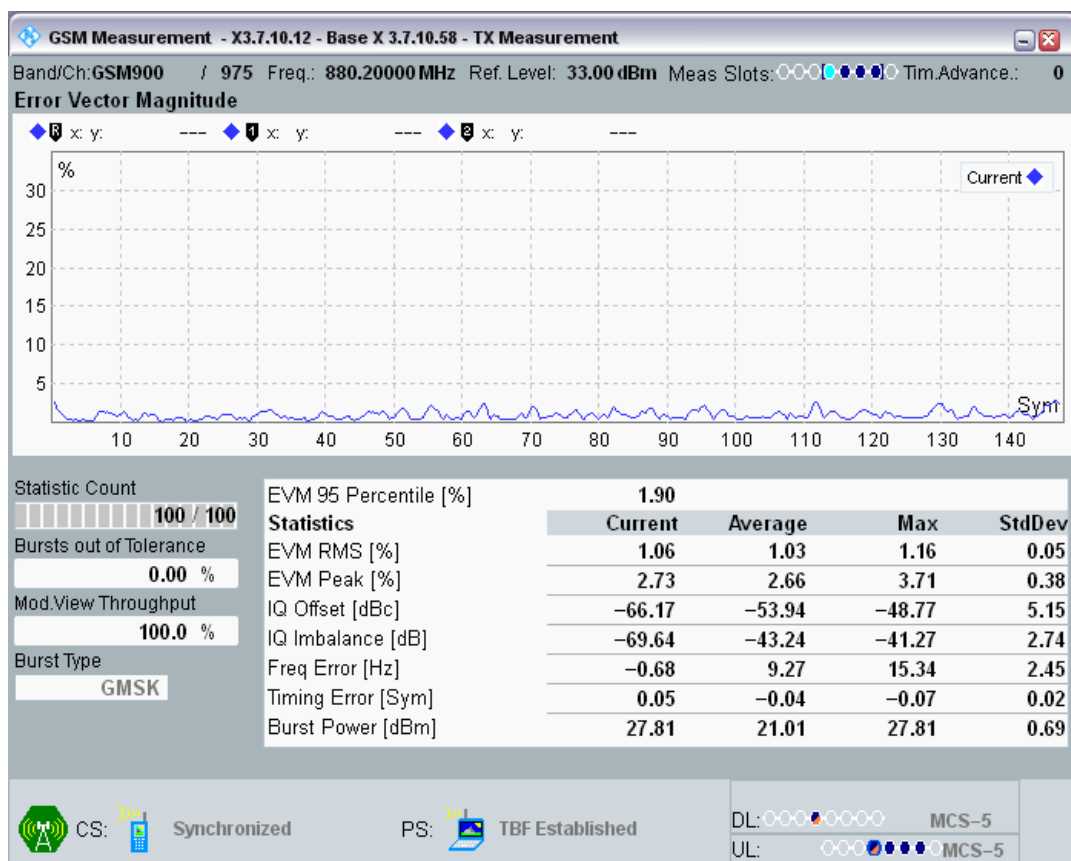 GSM Measurement - X3.7.10.12 - Base X 3.7.10.58 - TX Measurement
Band/Ch:GSM900 / 975 Freq.: 880.20000 MHz Ref. Level: 33.00 dBm Meas Slots: Tim.Advance.: 0
Error Vector Magnitude
R x: y: --- 1 x: y: --- 2 x: y: ---
%
Current
30
25
20
15
10
5
Sym
10 20 30 40 50 60 70 80 90 100 110 120 130 140
Statistic Count
100 / 100
Bursts out of Tolerance
0.00 %
Mod.View Throughput
100.0 %
Burst Type
GMSK
EVM 95 Percentile [%] 1.90
Statistics Current Average Max StdDev
EVM RMS [%] 1.06 1.03 1.16 0.05
EVM Peak [%] 2.73 2.66 3.71 0.38
IQ Offset [dBc] −66.17 −53.94 −48.77 5.15
IQ Imbalance [dB] −69.64 −43.24 −41.27 2.74
Freq Error [Hz] −0.68 9.27 15.34 2.45
Timing Error [Sym] 0.05 −0.04 −0.07 0.02
Burst Power [dBm] 27.81 21.01 27.81 0.69
CS: Synchronized PS: TBF Established
DL: MCS−5
UL: MCS−5